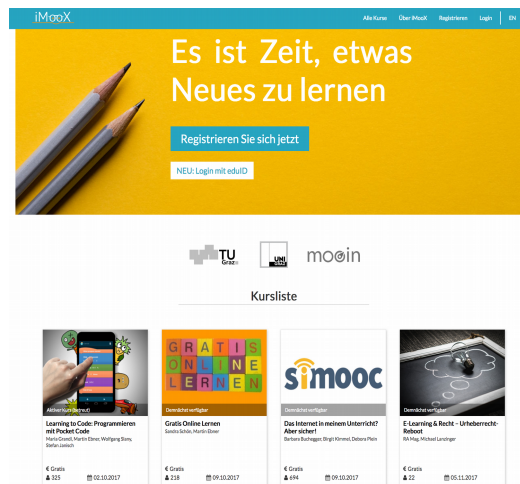 iMooX
Alle Kurse Über iMooX Registrieren Login EN
Es ist Zeit, etwas
Neues zu lernen
Registrieren Sie sich jetzt
NEU: Login mit eduID
TU
Graz
UNI
GRAZ
mooin
Kursliste
GRATIS
ONLINE
LERNEN
simooc
Aktiver Kurs (betreut)
Demnächst verfügbar
Demnächst verfügbar
Demnächst verfügbar
Learning to Code: Programmieren
mit Pocket Code
Maria Grandl, Martin Ebner, Wolfgang Slany,
Stefan Janisch
€ Gratis
325 02.10.2017
Gratis Online Lernen
Sandra Schön, Martin Ebner
€ Gratis
218 09.10.2017
Das Internet in meinem Unterricht?
Aber sicher!
Barbara Buchegger, Birgit Kimmel, Debora Plein
€ Gratis
694 09.10.2017
E-Learning & Recht – Urheberrecht-
Reboot
RA Mag. Michael Lanzinger
€ Gratis
22 05.11.2017